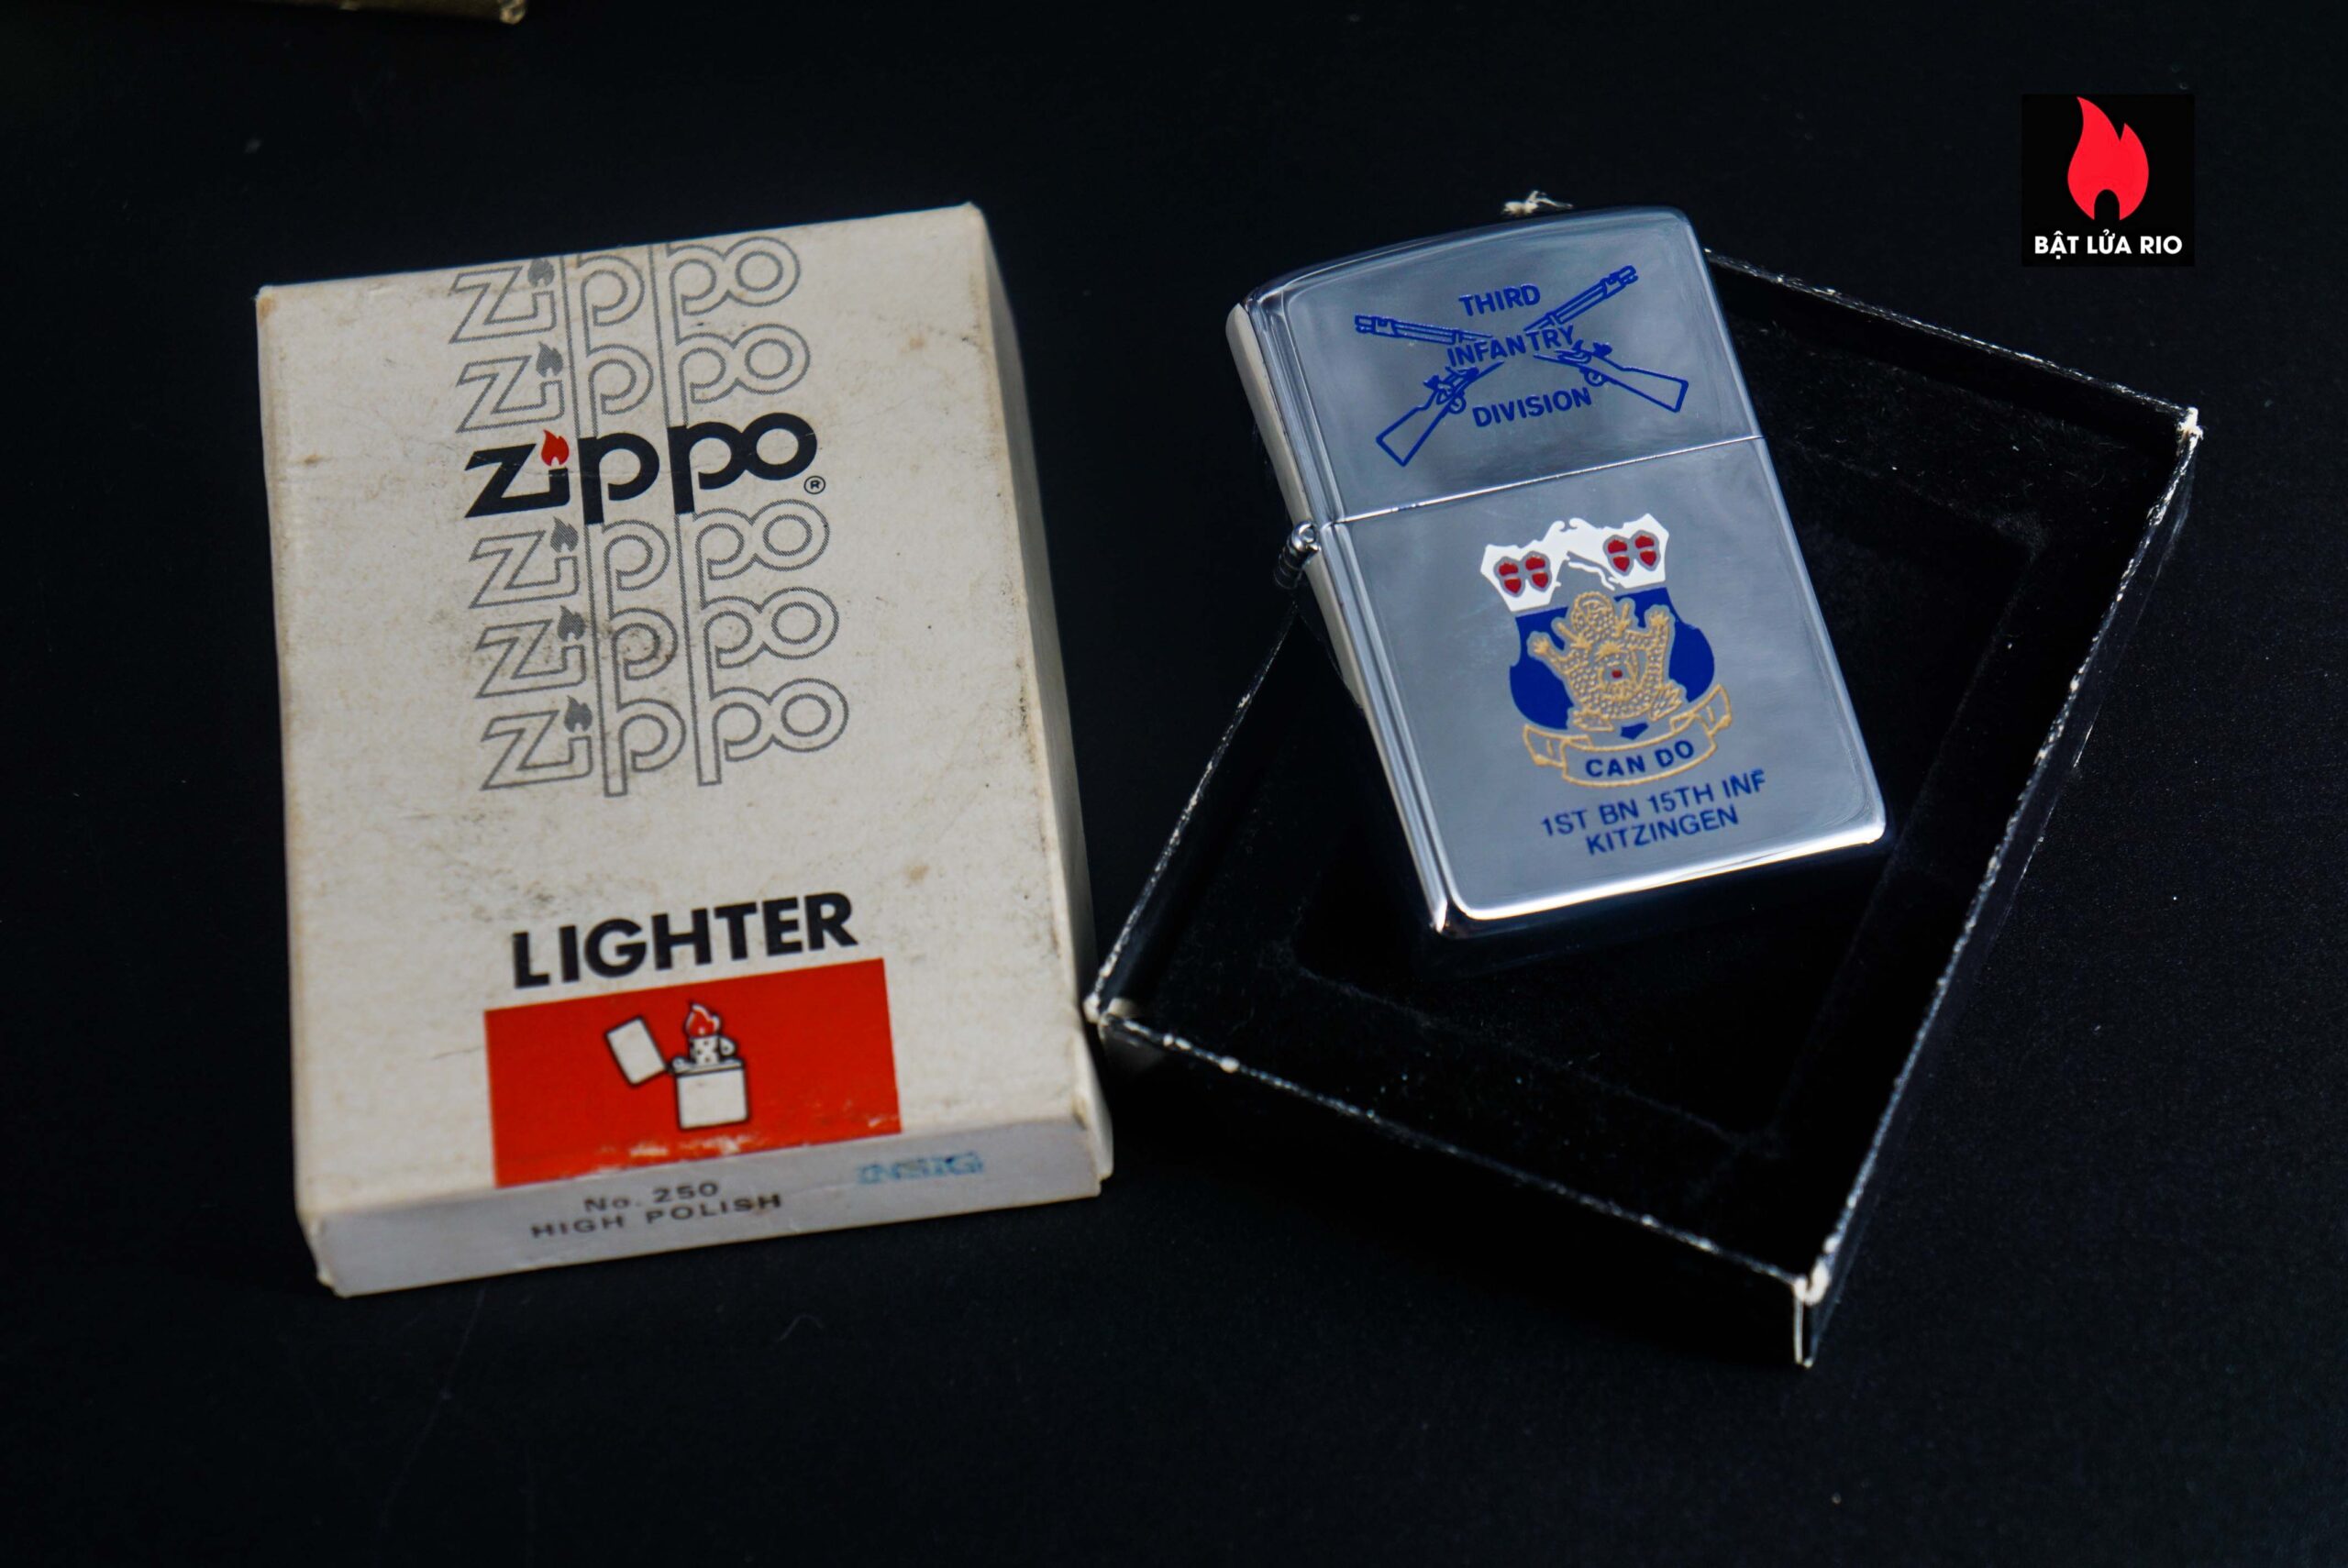 zippo
zippo
zippo®
zippo
zippo
zippo
LIGHTER
No. 250
HIGH POLISH
THIRD
INFANTRY
DIVISION
CAN DO
1ST BN 15TH INF
KITZINGEN
BẬT LỬA RIO